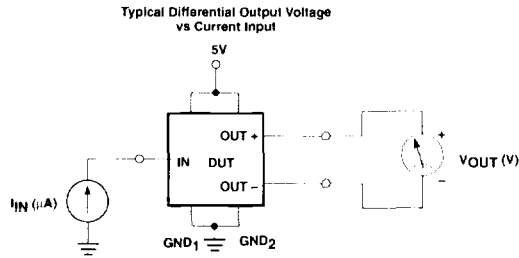 Typical Differential Output Voltage
vs Current Input
5V
OUT +
IN DUT
OUT –
IIN (μA)
GND1 GND2
+
VOUT (V)
–